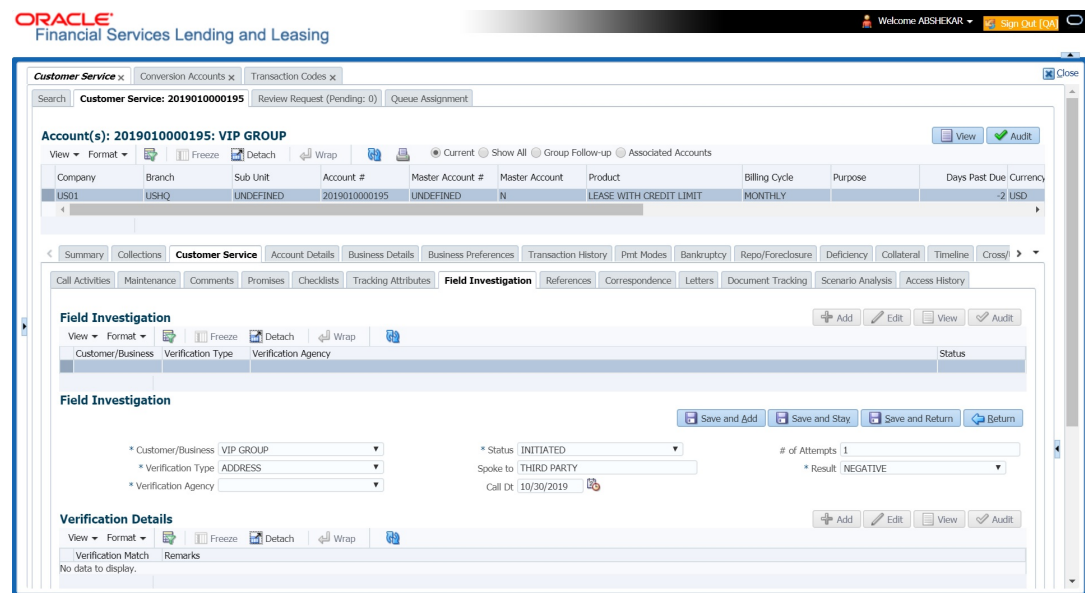 ORACLE
Financial Services Lending and Leasing
Welcome ABSHEKAR
Sign Out [QA]
Close
Customer Service x Conversion Accounts x Transaction Codes x
Search Customer Service: 2019010000195 Review Request (Pending: 0) Queue Assignment
Account(s): 2019010000195: VIP GROUP
View Audit
View Format Freeze Detach Wrap Current Show All Group Follow-up Associated Accounts
Company Branch Sub Unit Account # Master Account # Master Account Product Billing Cycle Purpose Days Past Due Currency
US01 USHQ UNDEFINED 2019010000195 UNDEFINED N LEASE WITH CREDIT LIMIT MONTHLY -2 USD
Summary Collections Customer Service Account Details Business Details Business Preferences Transaction History Pmt Modes Bankruptcy Repo/Foreclosure Deficiency Collateral Timeline
Call Activities Maintenance Comments Promises Checklists Tracking Attributes Field Investigation References Correspondence Letters Document Tracking Scenario Analysis Access History
Field Investigation
Add Edit View Audit
View Format Freeze Detach Wrap
Customer/Business Verification Type Verification Agency Status
Field Investigation
Save and Add Save and Stay Save and Return Return
* Customer/Business VIP GROUP * Status INITIATED # of Attempts 1
* Verification Type ADDRESS Spoke to THIRD PARTY * Result NEGATIVE
* Verification Agency Call Dt 10/30/2019
Verification Details
Add Edit View Audit
View Format Freeze Detach Wrap
Verification Match Remarks
No data to display.